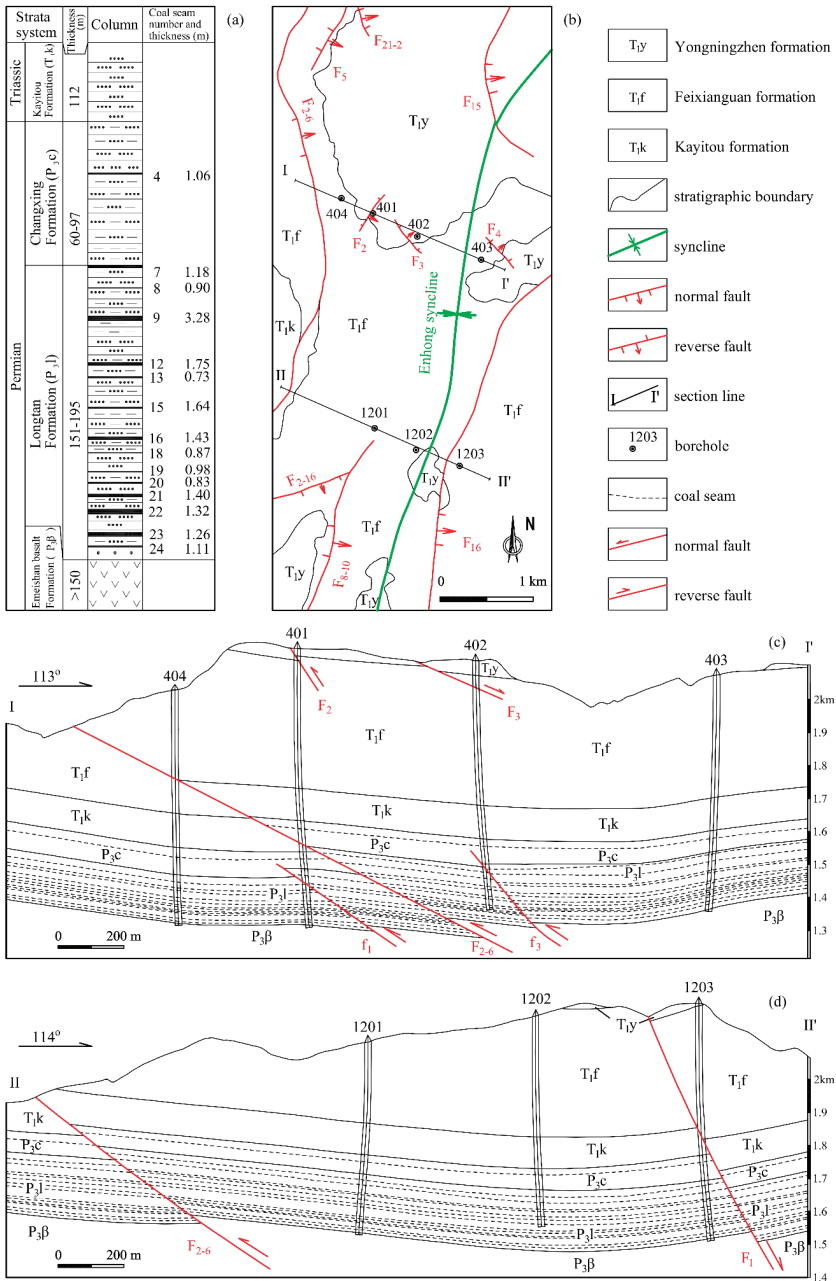 Strata system
Thickness (m)
Column
Coal seam number and thickness (m)
(a)
Triassic
Kayitou Formation (T₁k)
112
Permian
Changxing Formation (P₃c)
60-97
4 1.06
Longtan Formation (P₃l)
151-195
7 1.18
8 0.90
9 3.28
12 1.75
13 0.73
15 1.64
16 1.43
18 0.87
19 0.98
20 0.83
21 1.40
22 1.32
23 1.26
24 1.11
Emeishan basalt Formation (P₃β)
>150
(b)
F₂₁₋₂
F₅
F₁₅
T₁y
F₂₋₆
I
404
401
402
403
F₂
F₃
F₄
T₁y
I'
T₁f
T₁k
T₁f
Enhong syncline
II
1201
1202
1203
T₁f
T₁y
II'
F₂₋₁₆
T₁f
F₁₆
F₈₋₁₀
T₁y
T₁y
N
0 1 km
T₁y Yongningzhen formation
T₁f Feixianguan formation
T₁k Kayitou formation
stratigraphic boundary
syncline
normal fault
reverse fault
I I' section line
1203 borehole
coal seam
normal fault
reverse fault
(c)
113°
I
404
401
402
403
I'
F₂
F₃
T₁y
T₁f
T₁f
T₁f
T₁k
T₁k
T₁k
P₃c
P₃c
P₃c
P₃l
P₃l
P₃β
P₃β
f₁
F₂₋₆
f₃
0 200 m
2km
1.9
1.8
1.7
1.6
1.5
1.4
1.3
(d)
114°
II
1201
1202
1203
II'
T₁y
T₁f
T₁f
T₁k
T₁k
T₁k
P₃c
P₃c
P₃c
P₃l
P₃l
P₃l
P₃β
P₃β
P₃β
F₂₋₆
F₁
0 200 m
2km
1.9
1.8
1.7
1.6
1.5
1.4